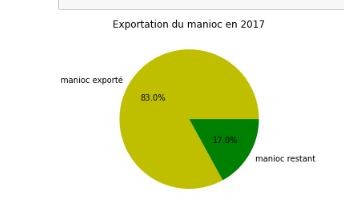 Exportation du manioc en 2017
manioc exporté
83.0%
17.0%
manioc restant